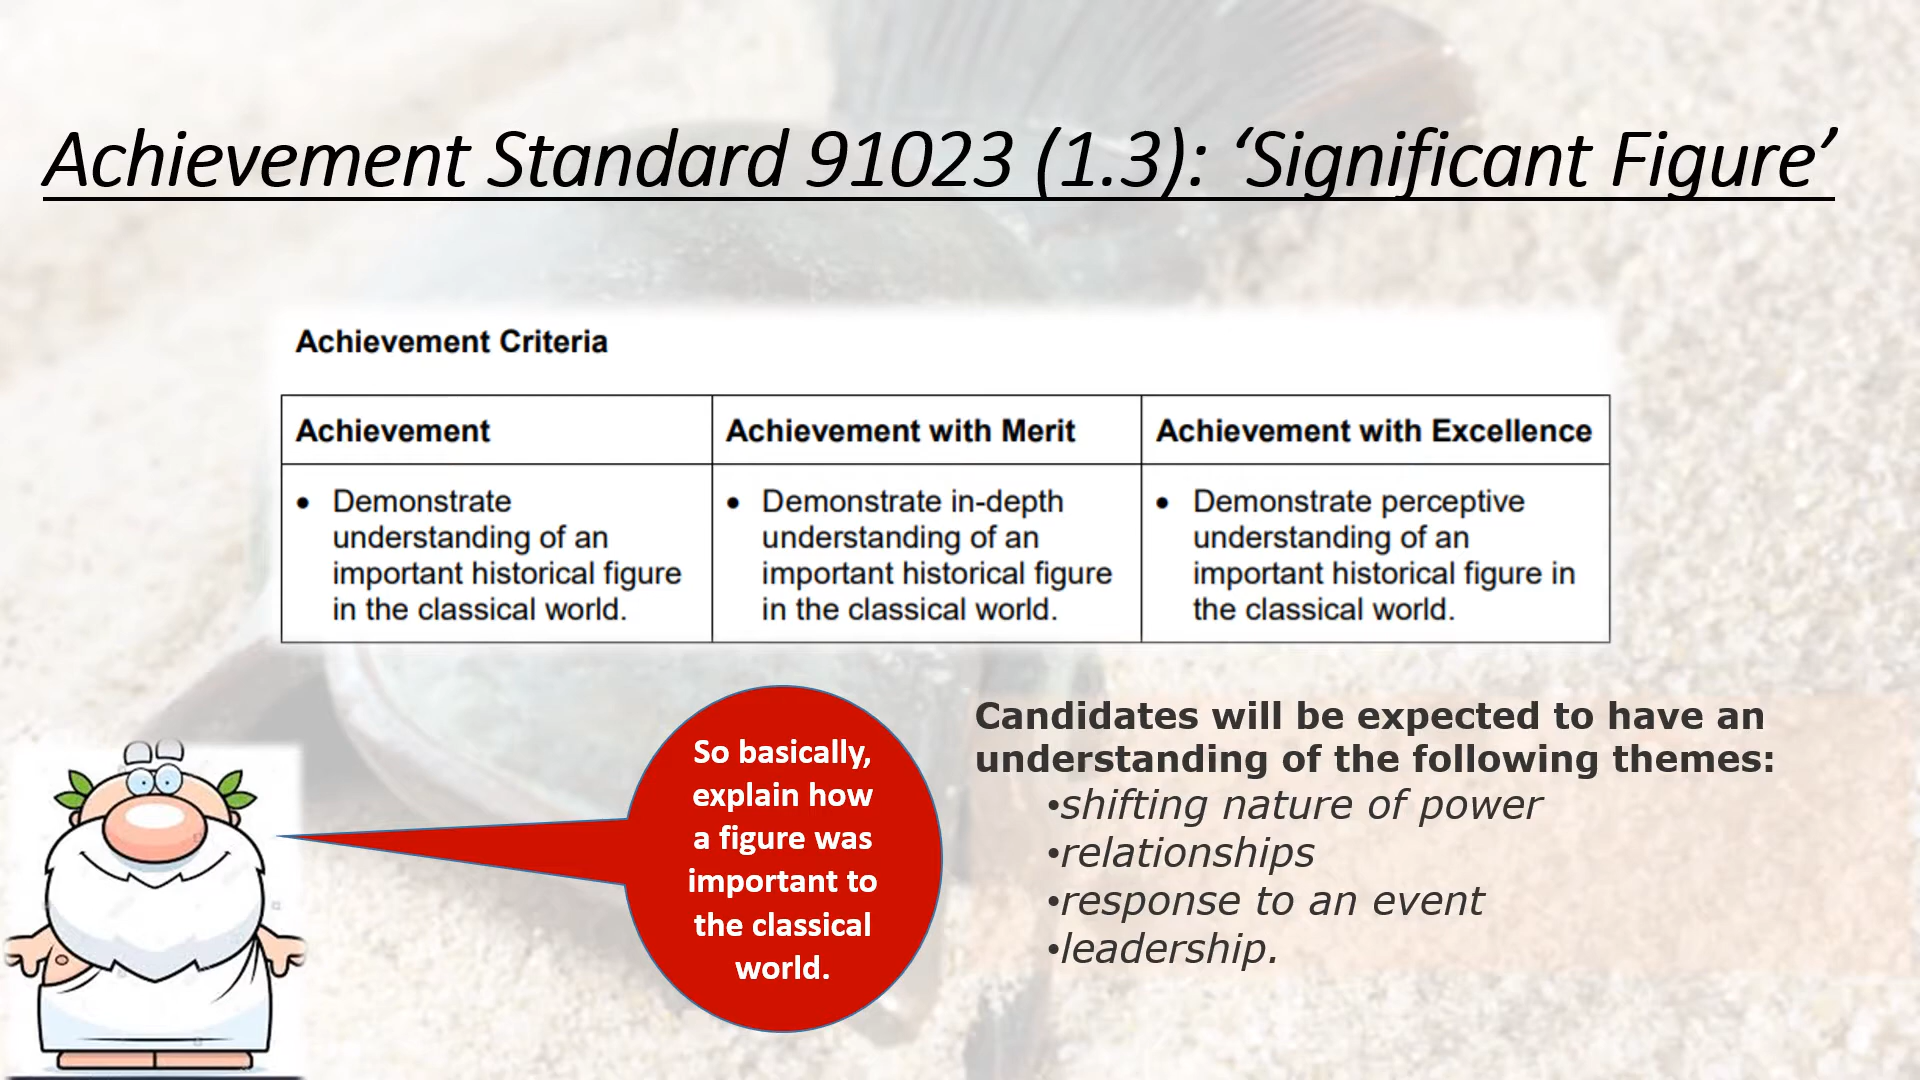 Achievement Standard 91023 (1.3): ‘Significant Figure’
Achievement Criteria
Achievement
Achievement with Merit
Achievement with Excellence
• Demonstrate
understanding of an
important historical figure
in the classical world.
• Demonstrate in-depth
understanding of an
important historical figure
in the classical world.
• Demonstrate perceptive
understanding of an
important historical figure in
the classical world.
So basically,
explain how
a figure was
important to
the classical
world.
Candidates will be expected to have an
understanding of the following themes:
•shifting nature of power
•relationships
•response to an event
•leadership.